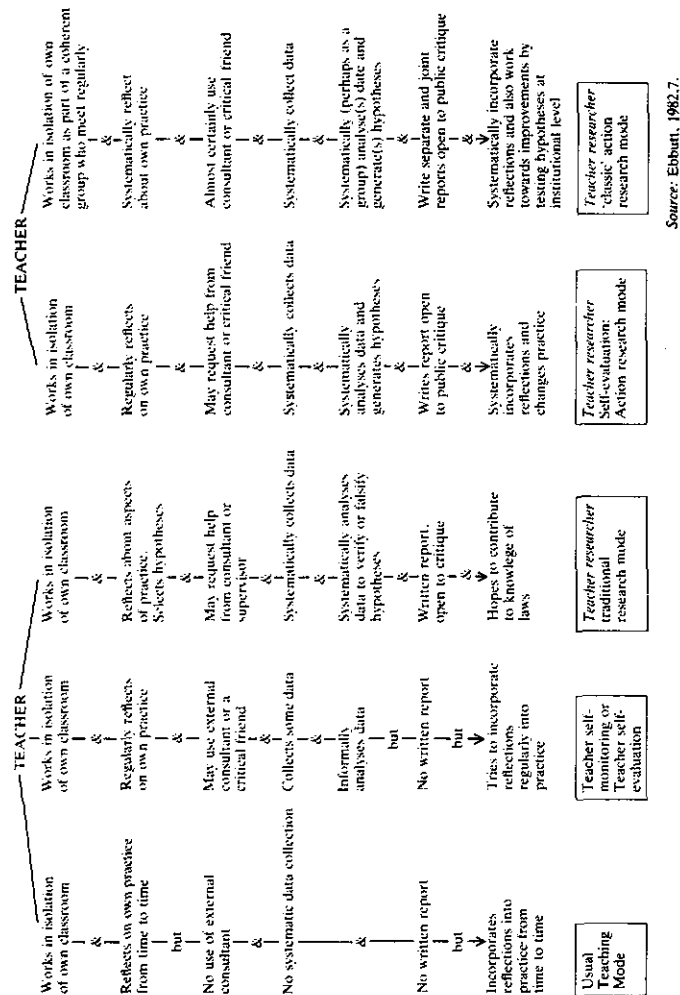 TEACHER
Works in isolation
of own classroom
&
Reflects on own practice
from time to time
but
No use of external
consultant
&
No systematic data collection
&
No written report
but
Incorporates
reflections into
practice from
time to time
Usual
Teaching
Mode
Works in isolation
of own classroom
&
Regularly reflects
on own practice
&
May use external
consultant or a
critical friend
&
Collects some data
&
Informally
analyses data
but
No written report
but
Tries to incorporate
reflections
regularly into
practice
Teacher self-
monitoring or
Teacher self-
evaluation
Works in isolation
of own classroom
&
Reflects about aspects
of practice.
Selects hypotheses
&
May request help
from consultant or
supervisor
&
Systematically collects data
&
Systematically analyses
data to verify or falsify
hypotheses
&
Written report.
open to critique
&
Hopes to contribute
to knowlege of
laws
Teacher researcher
traditional
research mode
TEACHER
Works in isolation
of own classroom
&
Regularly reflects
on own practice
&
May request help from
consultant or critical friend
&
Systematically collects data
&
Systematically
analyses data and
generates hypotheses
&
Writes report open
to public critique
&
Systematically
incorporates
reflections and
changes practice
Teacher researcher
Self-evaluation:
Action research mode
Works in isolation of own
classroom as part of a coherent
group who meet regularly
&
Systematically reflect
about own practice
&
Almost certainly use
consultant or critical friend
&
Systematically collect data
&
Systematically (perhaps as a
group) analyse(s) date and
generate(s) hypotheses
&
Write separate and joint
reports open to public critique
&
Systematically incorporate
reflections and also work
towards improvements by
testing hypotheses at
institutional level
Teacher researcher
'classic' action
research mode
Source: Ebbutt, 1982.7.